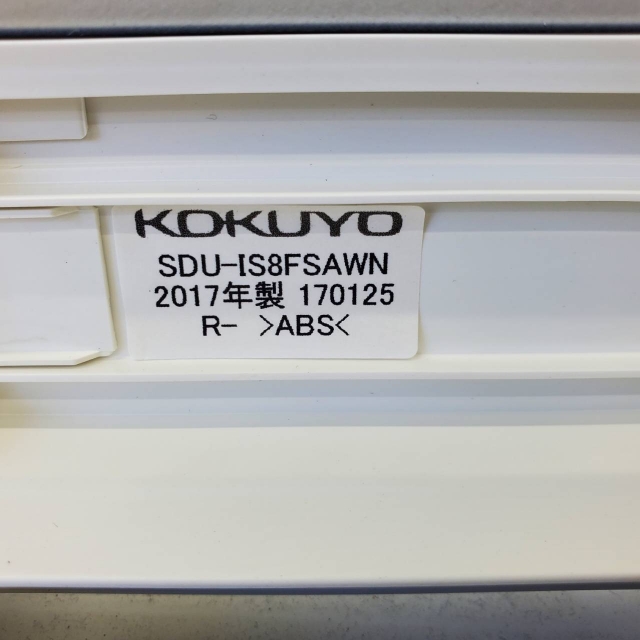 KOKUYO
SDU-IS8FSAWN
2017年製 170125
R- >ABS<